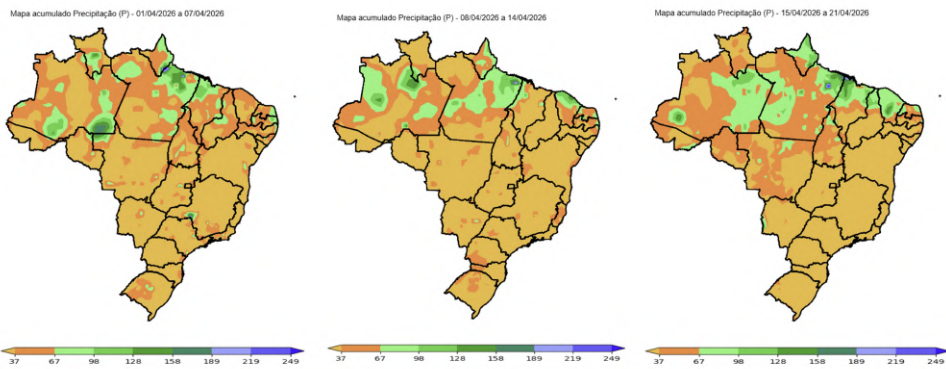 Mapa acumulado Precipitação (P) - 01/04/2026 a 07/04/2026
Mapa acumulado Precipitação (P) - 08/04/2026 a 14/04/2026
Mapa acumulado Precipitação (P) - 15/04/2026 a 21/04/2026
37 67 98 128 158 189 219 249
37 67 98 128 158 189 219 249
37 67 98 128 158 189 219 249